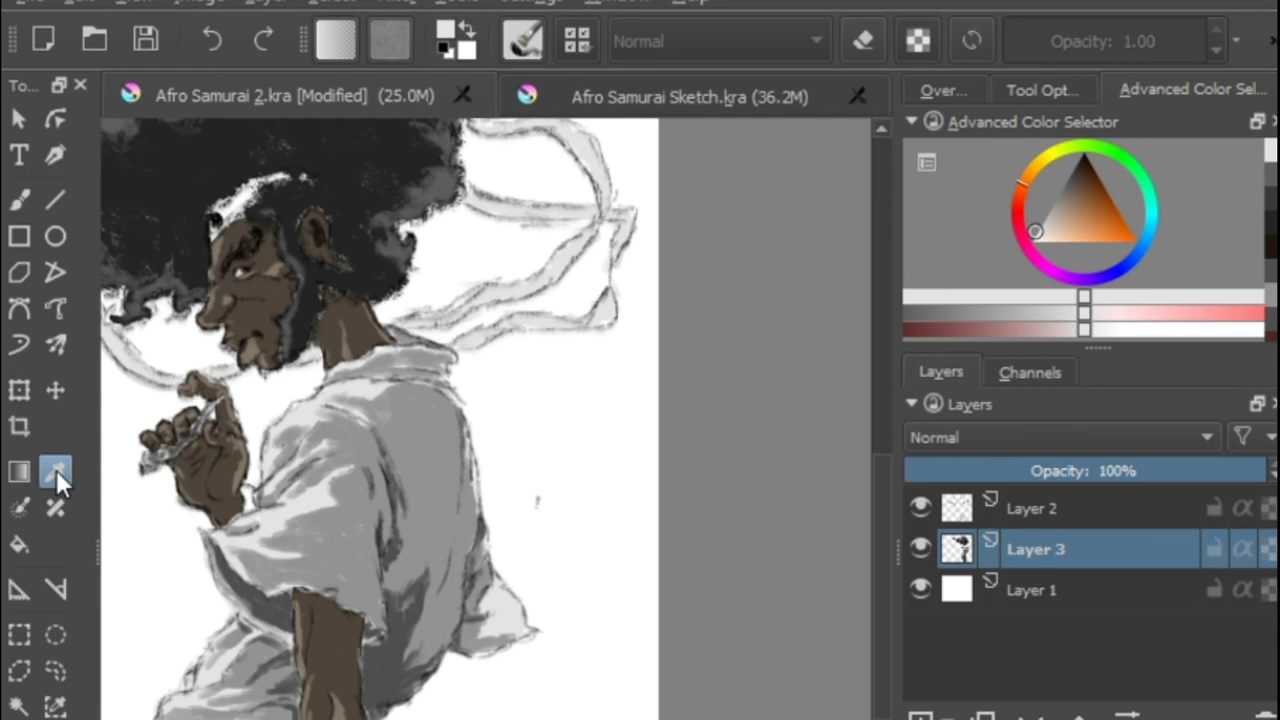 Normal
Opacity: 1.00
To...
Afro Samurai 2.kra [Modified] (25.0M)
Afro Samurai Sketch.kra (36.2M)
Over...
Tool Opt...
Advanced Color Sel...
Advanced Color Selector
Layers
Channels
Layers
Normal
Opacity: 100%
Layer 2
Layer 3
Layer 1